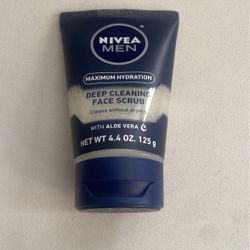 NIVEA
MEN
MAXIMUM HYDRATION
DEEP CLEANING
FACE SCRUB
Cleans without drying
WITH ALOE VERA
NET WT 4.4 OZ. 125 g